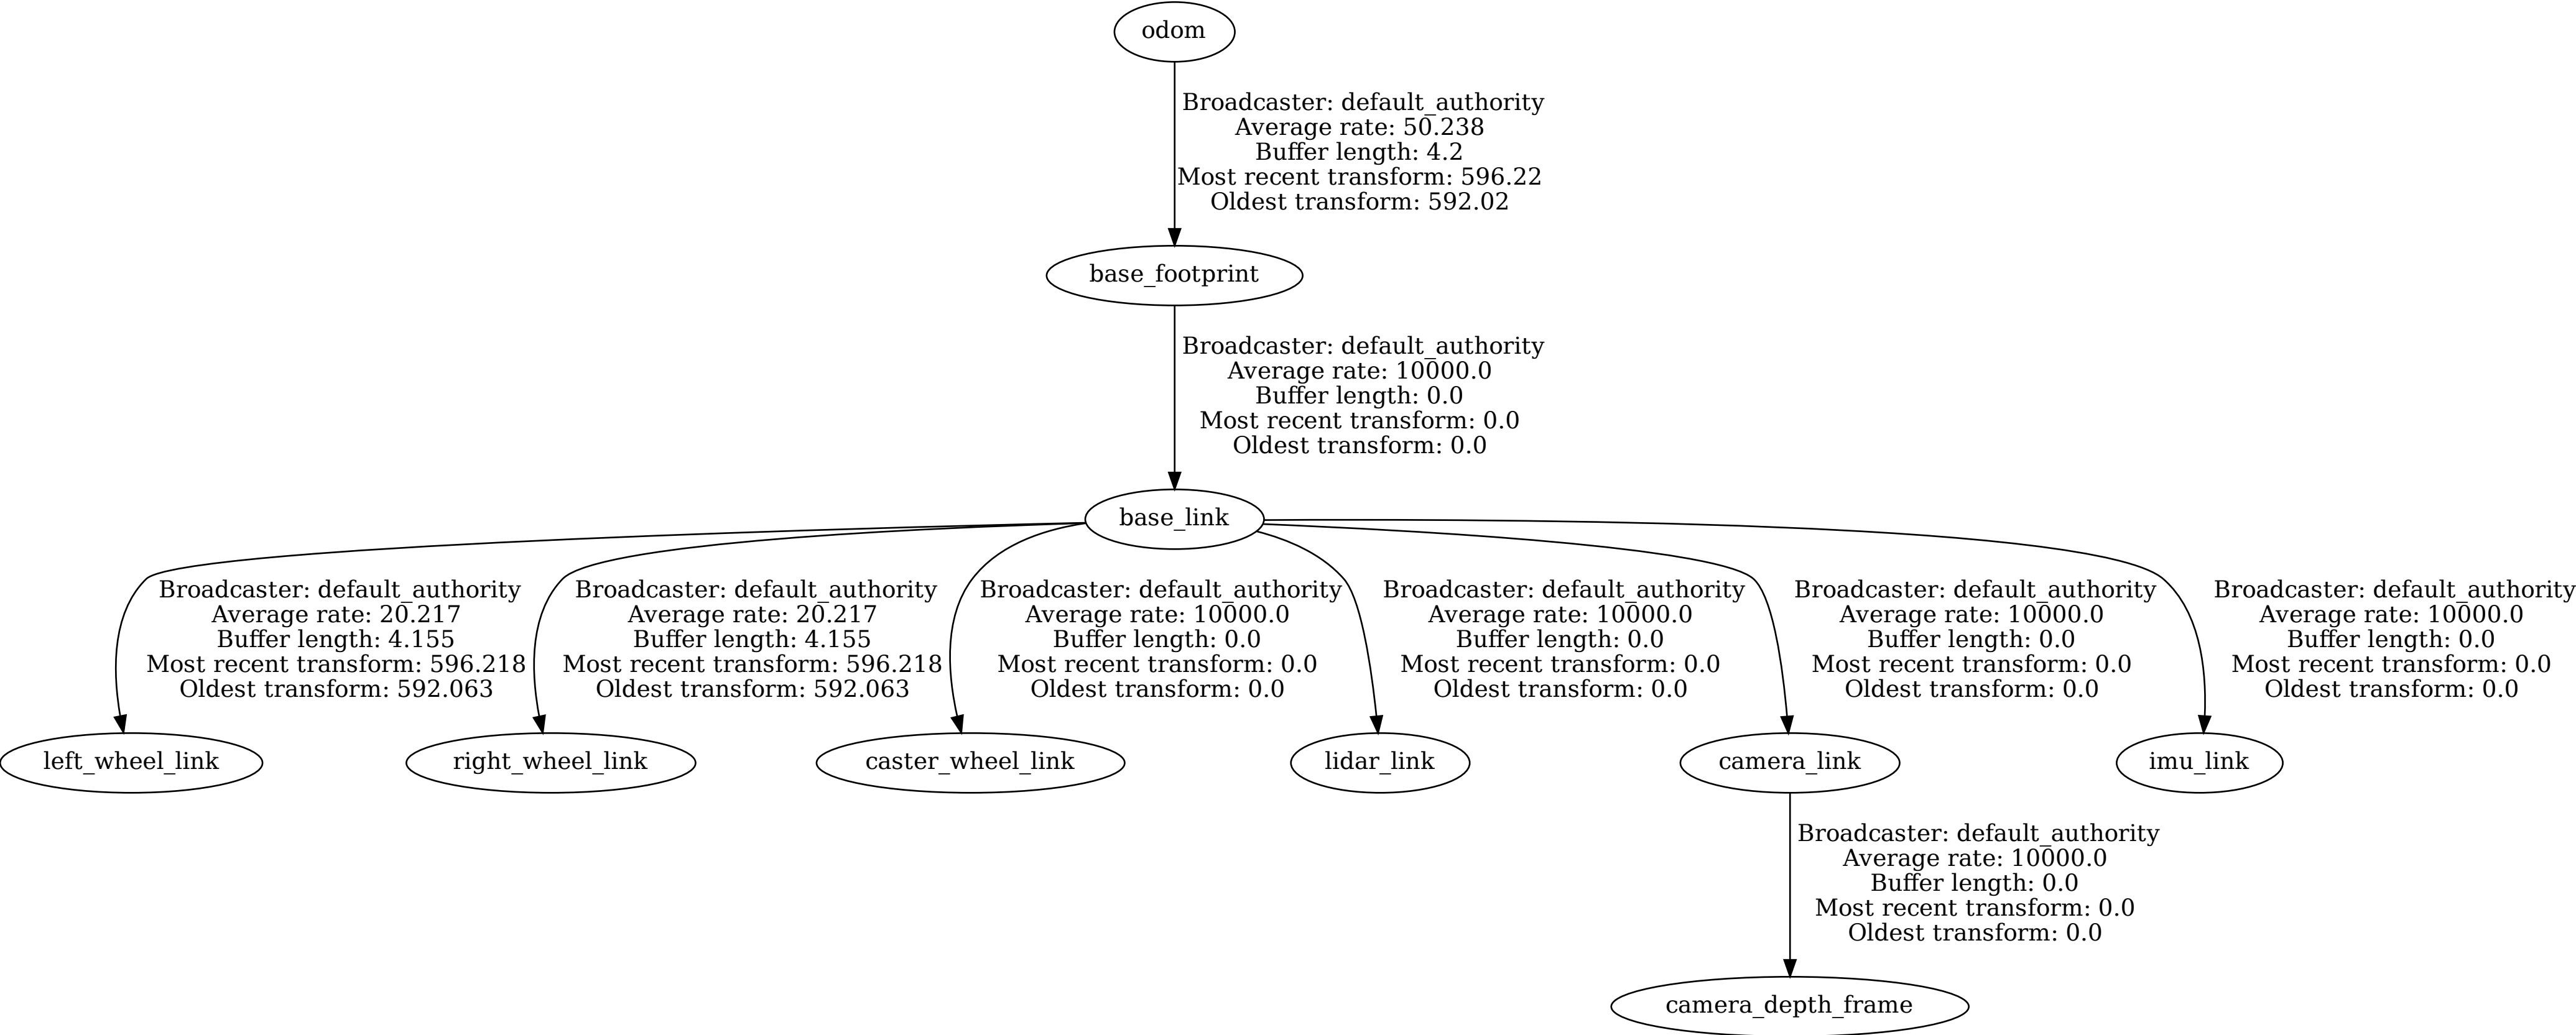 odom
Broadcaster: default_authority
Average rate: 50.238
Buffer length: 4.2
Most recent transform: 596.22
Oldest transform: 592.02
base_footprint
Broadcaster: default_authority
Average rate: 10000.0
Buffer length: 0.0
Most recent transform: 0.0
Oldest transform: 0.0
base_link
Broadcaster: default_authority
Average rate: 20.217
Buffer length: 4.155
Most recent transform: 596.218
Oldest transform: 592.063
Broadcaster: default_authority
Average rate: 20.217
Buffer length: 4.155
Most recent transform: 596.218
Oldest transform: 592.063
Broadcaster: default_authority
Average rate: 10000.0
Buffer length: 0.0
Most recent transform: 0.0
Oldest transform: 0.0
Broadcaster: default_authority
Average rate: 10000.0
Buffer length: 0.0
Most recent transform: 0.0
Oldest transform: 0.0
Broadcaster: default_authority
Average rate: 10000.0
Buffer length: 0.0
Most recent transform: 0.0
Oldest transform: 0.0
Broadcaster: default_authority
Average rate: 10000.0
Buffer length: 0.0
Most recent transform: 0.0
Oldest transform: 0.0
left_wheel_link
right_wheel_link
caster_wheel_link
lidar_link
camera_link
imu_link
Broadcaster: default_authority
Average rate: 10000.0
Buffer length: 0.0
Most recent transform: 0.0
Oldest transform: 0.0
camera_depth_frame